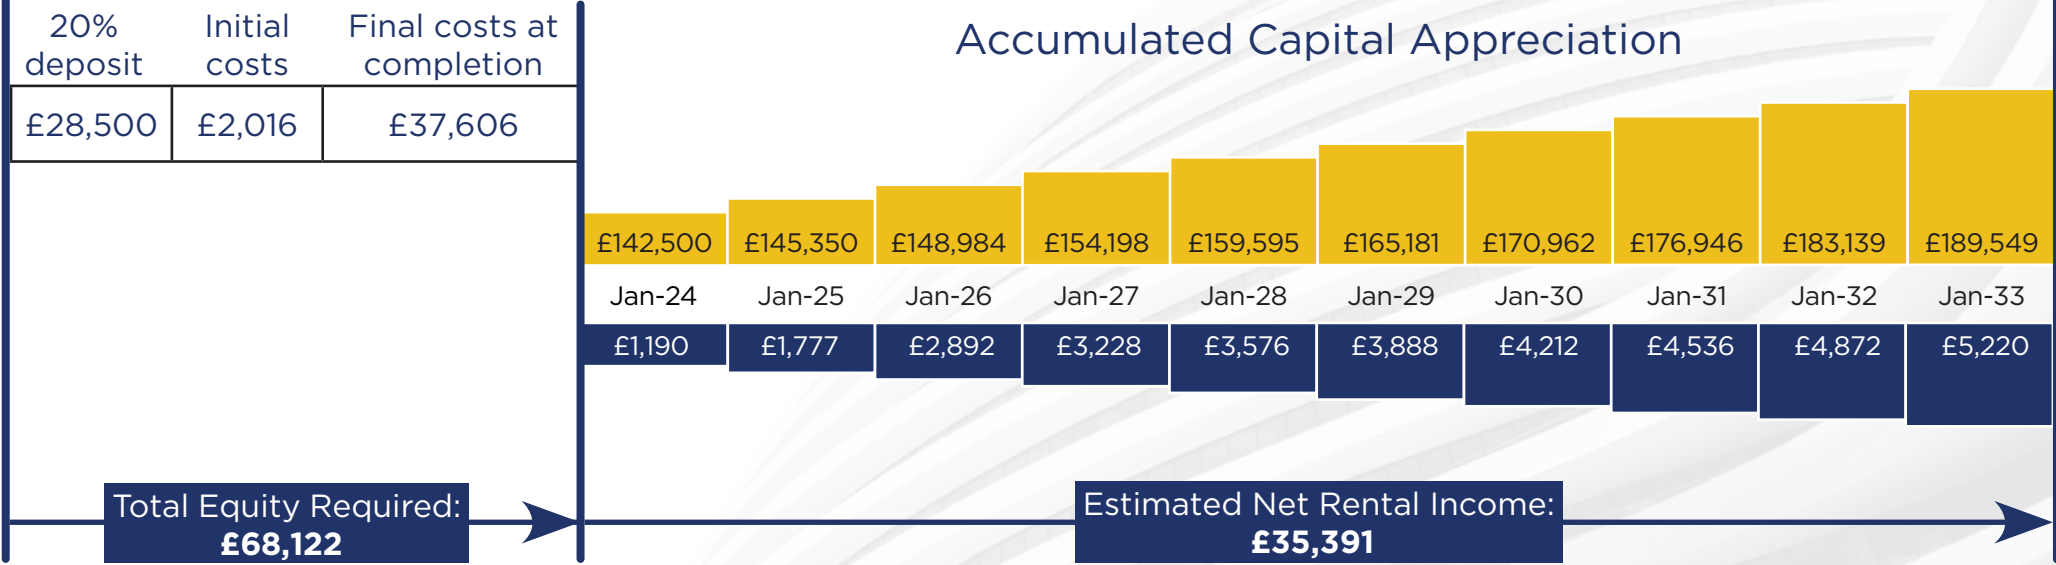 20% deposit
Initial costs
Final costs at completion
£28,500 £2,016 £37,606
Accumulated Capital Appreciation
£142,500 £145,350 £148,984 £154,198 £159,595 £165,181 £170,962 £176,946 £183,139 £189,549
Jan-24 Jan-25 Jan-26 Jan-27 Jan-28 Jan-29 Jan-30 Jan-31 Jan-32 Jan-33
£1,190 £1,777 £2,892 £3,228 £3,576 £3,888 £4,212 £4,536 £4,872 £5,220
Total Equity Required:
£68,122
Estimated Net Rental Income:
£35,391